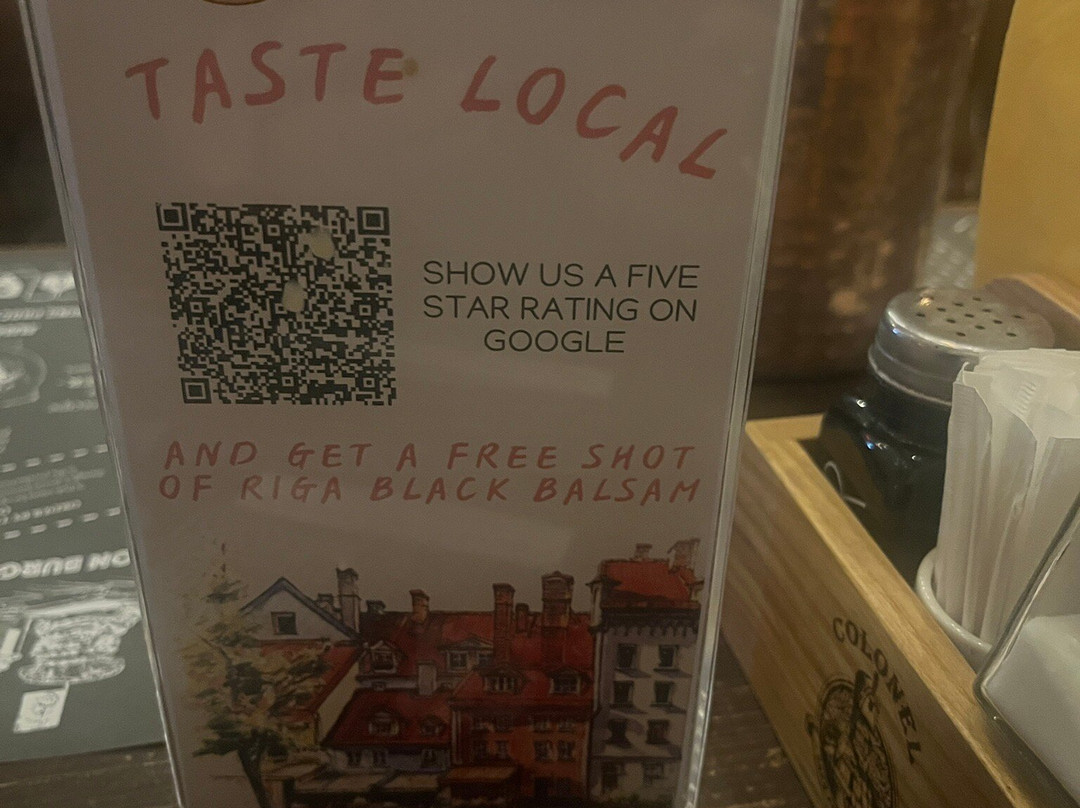 TASTE LOCAL
SHOW US A FIVE
STAR RATING ON
GOOGLE
AND GET A FREE SHOT
OF RIGA BLACK BALSAM
COLONEL